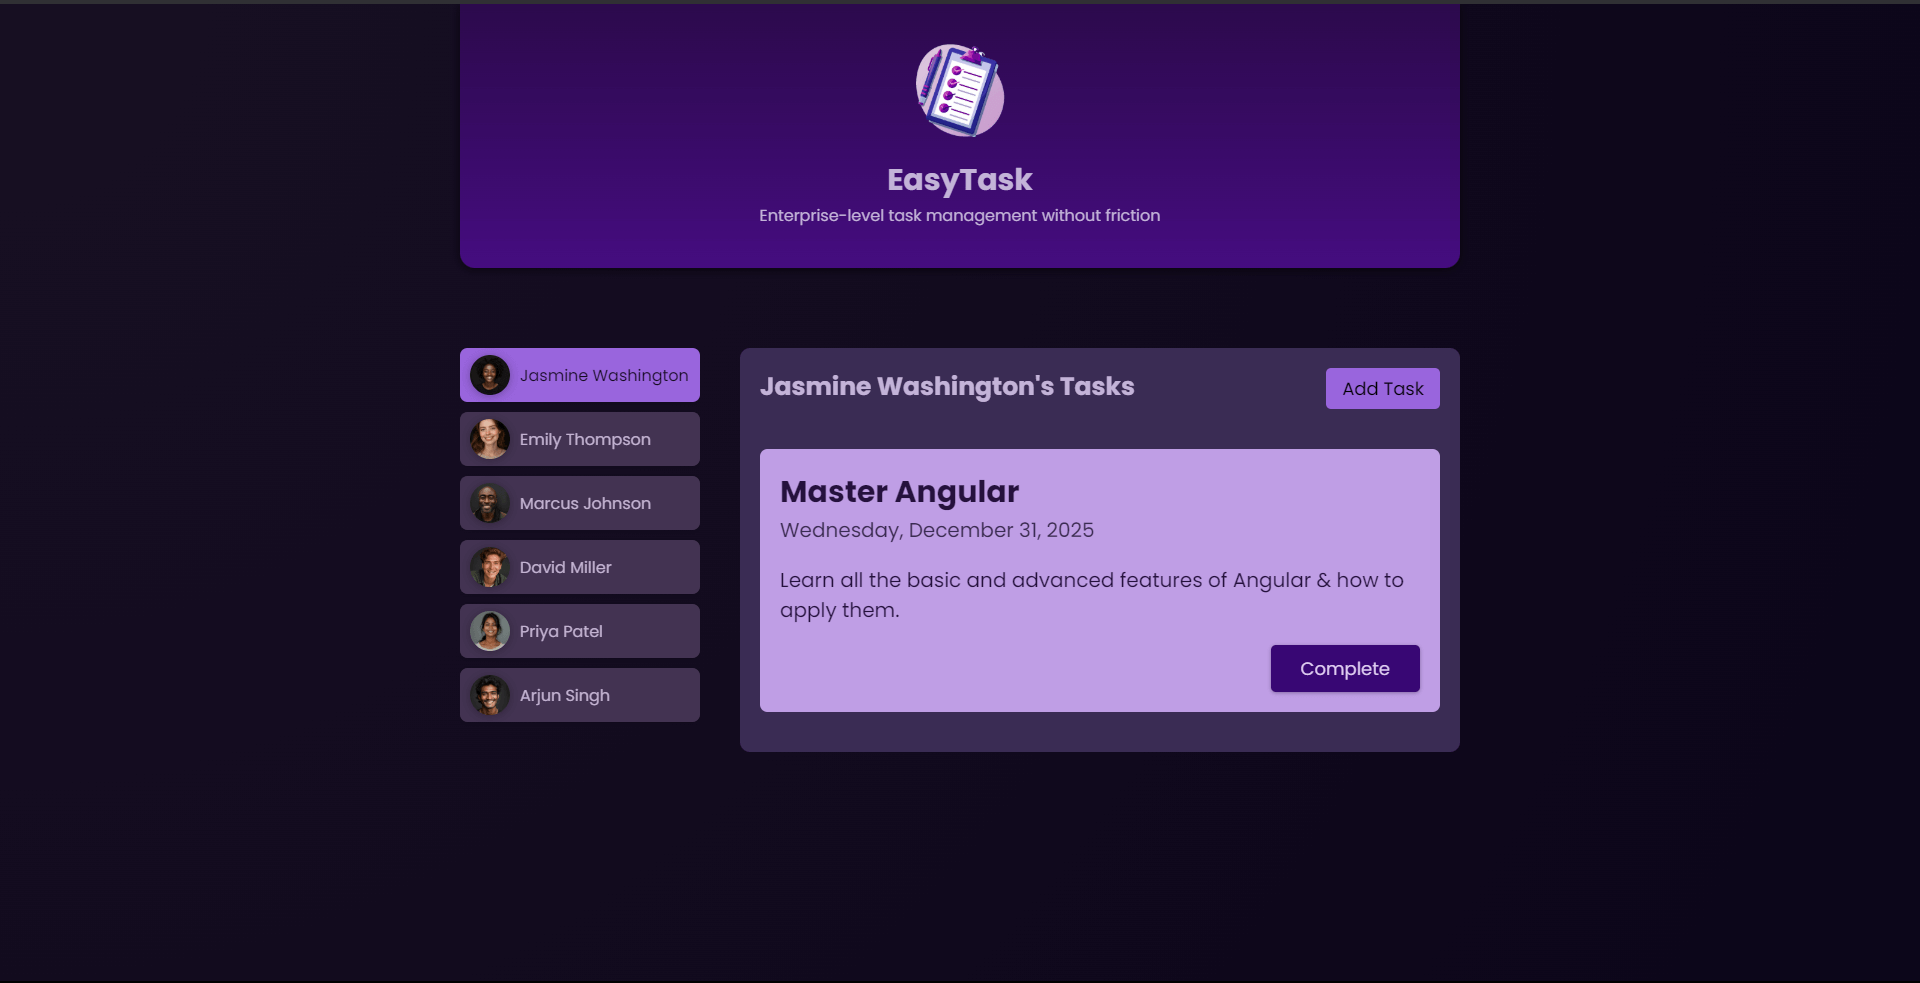 EasyTask
Enterprise-level task management without friction
Jasmine Washington
Emily Thompson
Marcus Johnson
David Miller
Priya Patel
Arjun Singh
Jasmine Washington's Tasks
Add Task
Master Angular
Wednesday, December 31, 2025
Learn all the basic and advanced features of Angular & how to
apply them.
Complete